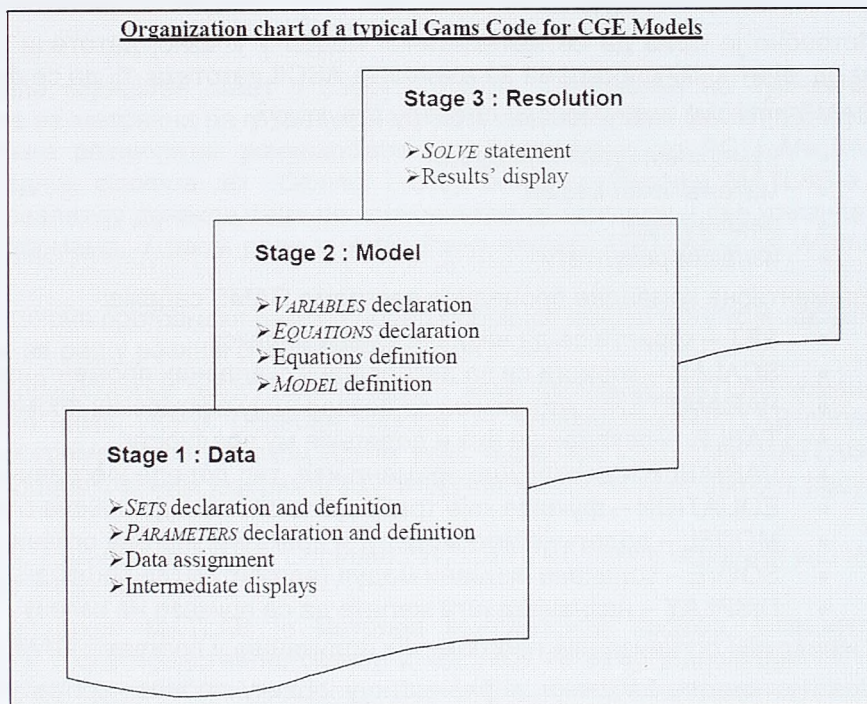 Organization chart of a typical Gams Code for CGE Models
Stage 3 : Resolution
➢SOLVE statement
➢Results' display
Stage 2 : Model
➢VARIABLES declaration
➢EQUATIONS declaration
➢Equations definition
➢MODEL definition
Stage 1 : Data
➢SETS declaration and definition
➢PARAMETERS declaration and definition
➢Data assignment
➢Intermediate displays